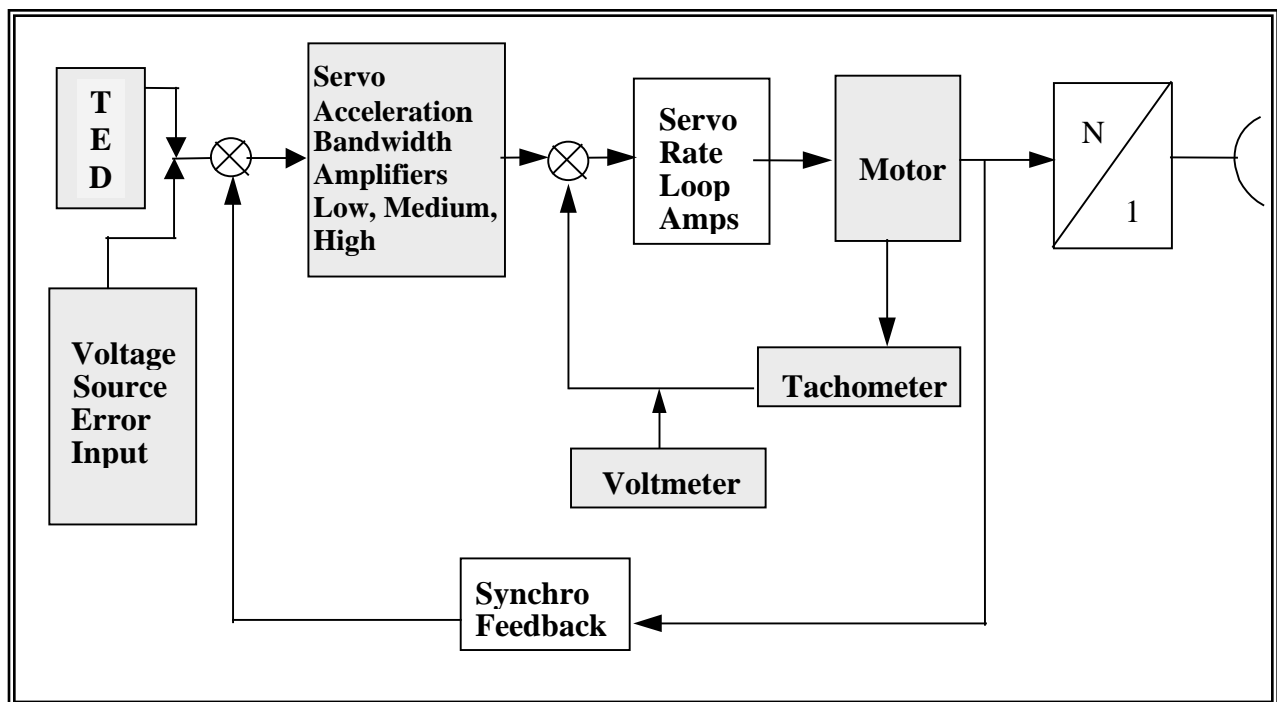 T
E
D
Servo
Acceleration
Bandwidth
Amplifiers
Low, Medium,
High
Servo
Rate
Loop
Amps
Motor
N
1
Voltage
Source
Error
Input
Tachometer
Voltmeter
Synchro
Feedback